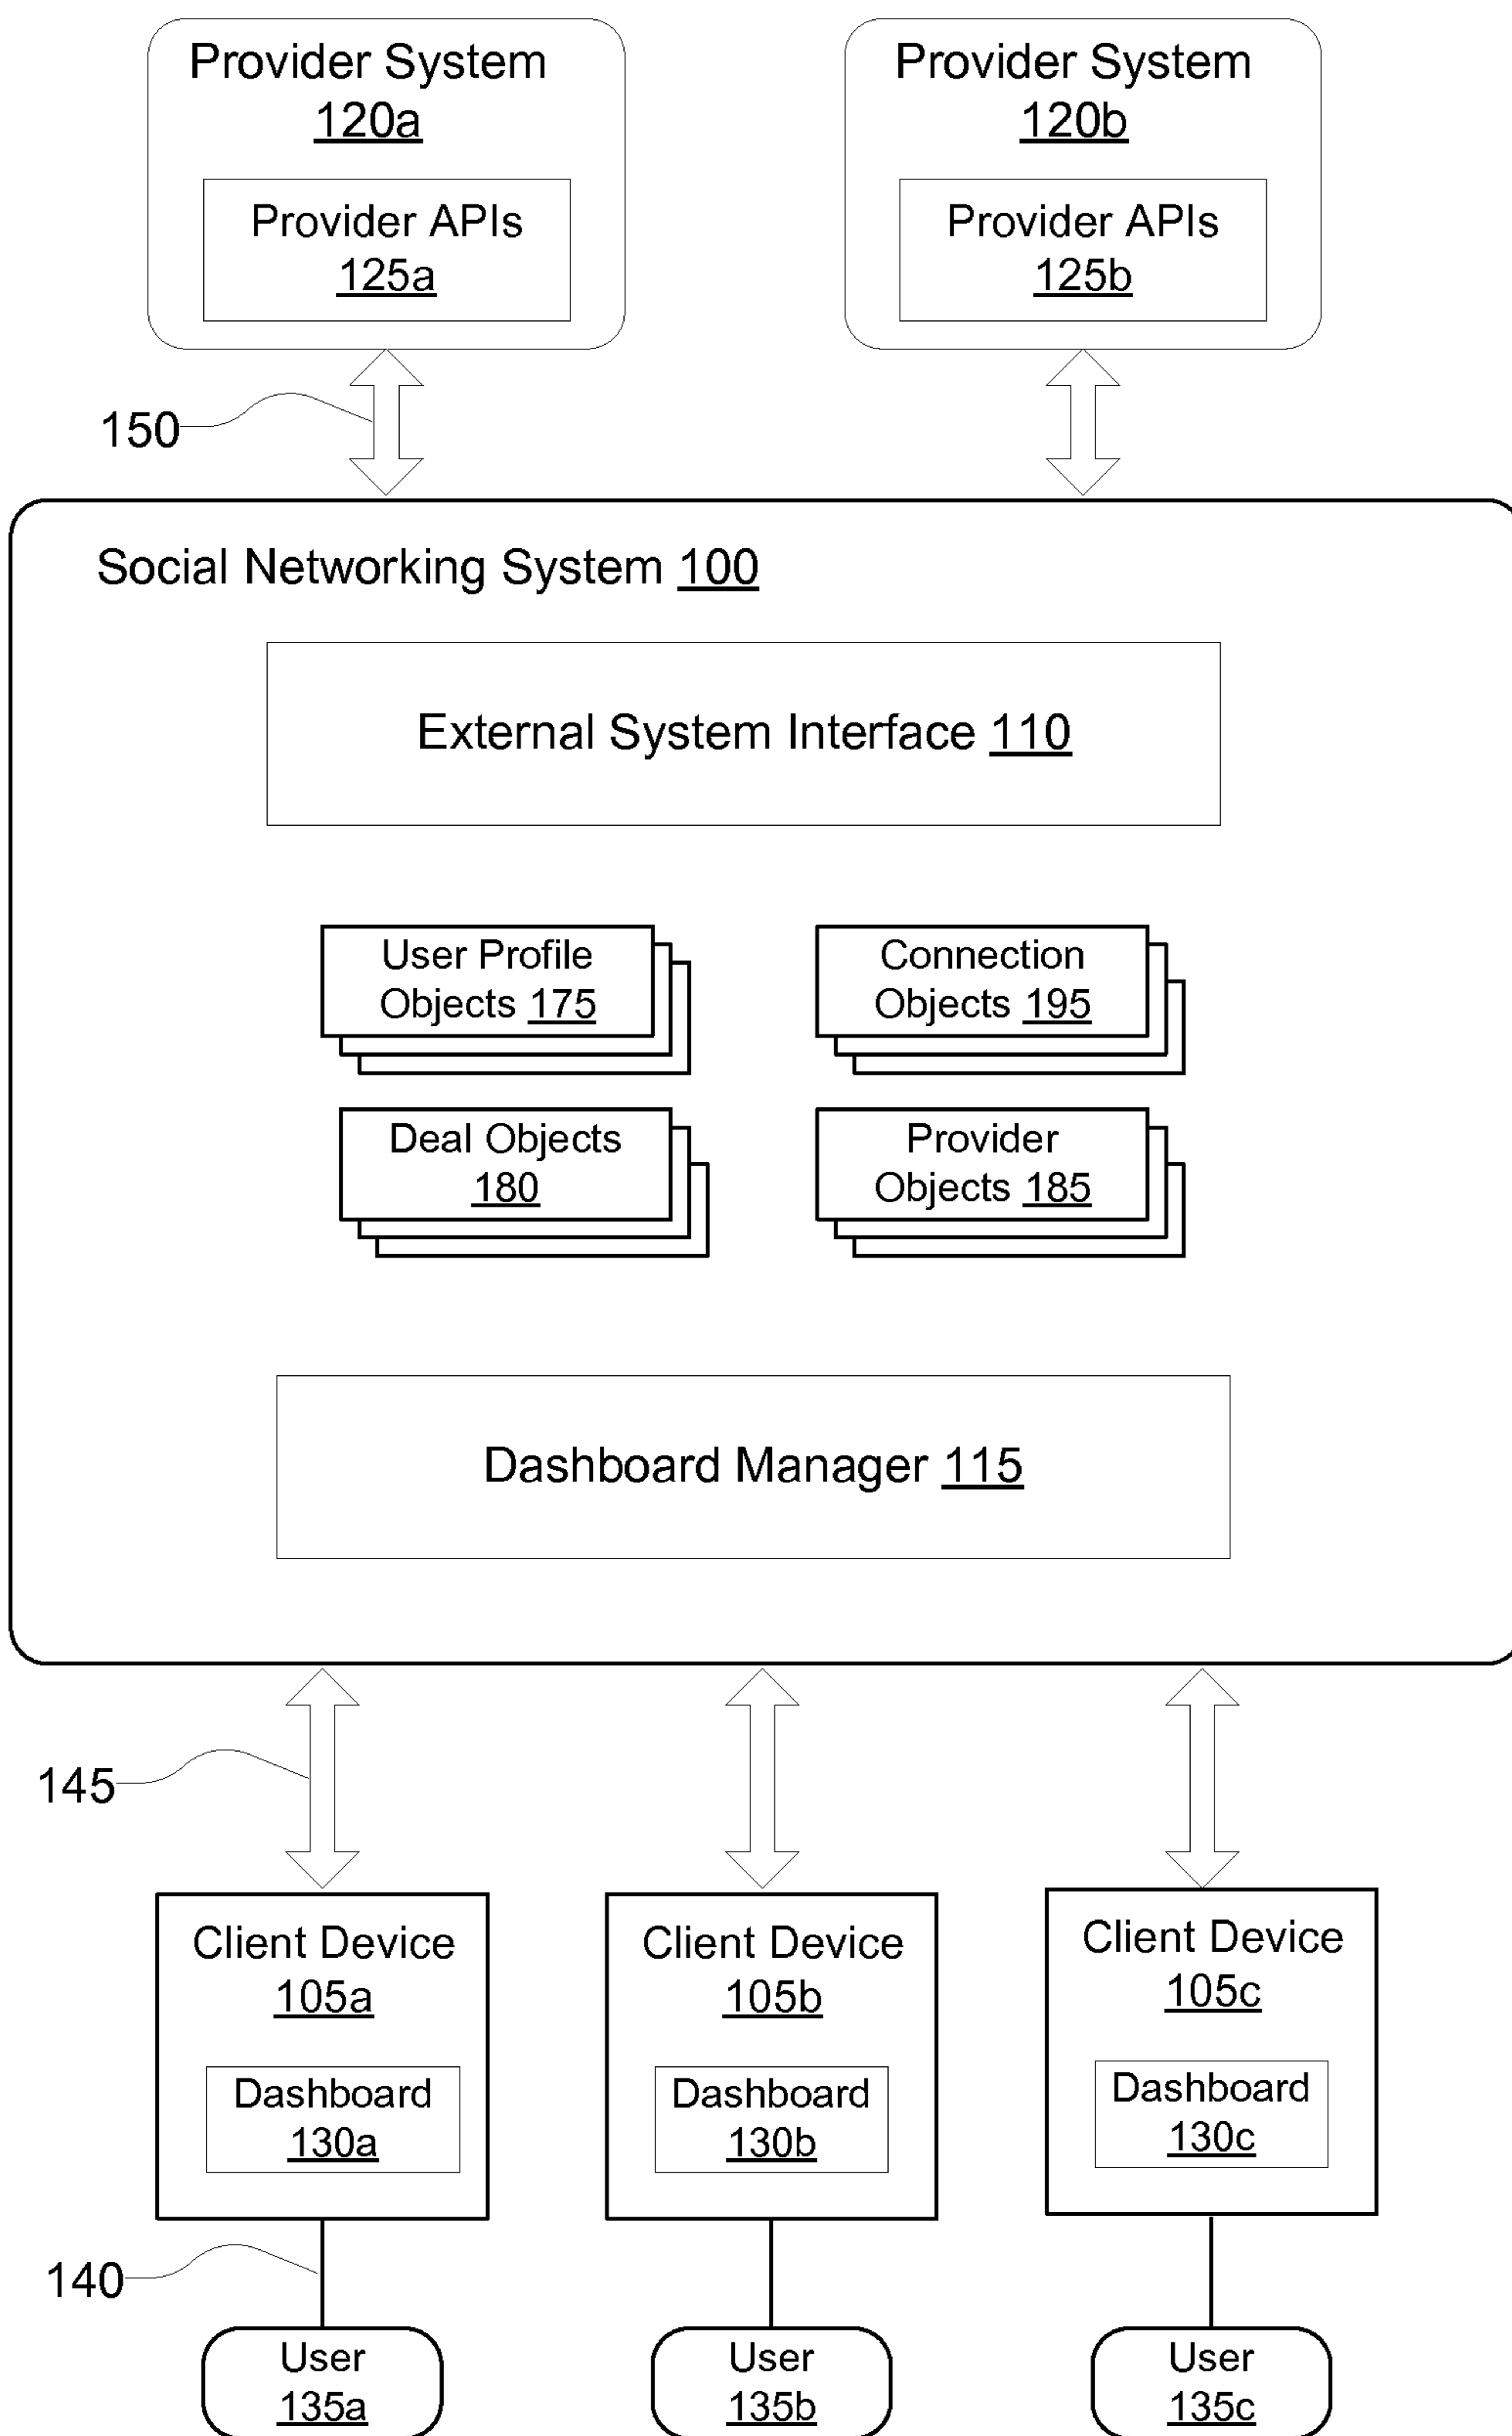 Provider System
120a
Provider APIs
125a
Provider System
120b
Provider APIs
125b
150
Social Networking System 100
External System Interface 110
User Profile
Objects 175
Connection
Objects 195
Deal Objects
180
Provider
Objects 185
Dashboard Manager 115
145
Client Device
105a
Dashboard
130a
Client Device
105b
Dashboard
130b
Client Device
105c
Dashboard
130c
140
User
135a
User
135b
User
135c